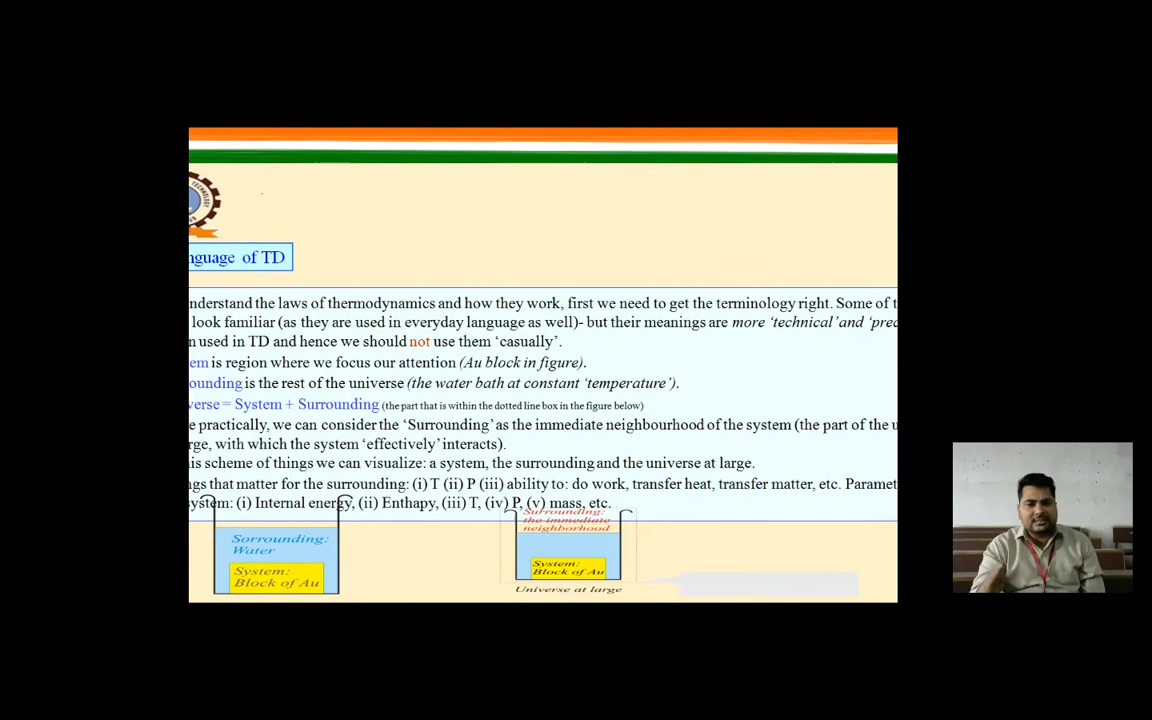 TECHNOLOGY
nguage of TD
nderstand the laws of thermodynamics and how they work, first we need to get the terminology right. Some of t
look familiar (as they are used in everyday language as well)- but their meanings are more ‘technical’ and ‘prec
n used in TD and hence we should not use them ‘casually’.
em is region where we focus our attention (Au block in figure).
ounding is the rest of the universe (the water bath at constant ‘temperature’).
verse = System + Surrounding (the part that is within the dotted line box in the figure below)
e practically, we can consider the ‘Surrounding’ as the immediate neighbourhood of the system (the part of the u
rge, with which the system ‘effectively’ interacts).
is scheme of things we can visualize: a system, the surrounding and the universe at large.
ngs that matter for the surrounding: (i) T (ii) P (iii) ability to: do work, transfer heat, transfer matter, etc. Paramet
system: (i) Internal energy, (ii) Enthapy, (iii) T, (iv) P, (v) mass, etc.
Sorrounding:
Water
System:
Block of Au
Surrounding:
the immediate
neighborhood
System:
Block of Au
Universe at large